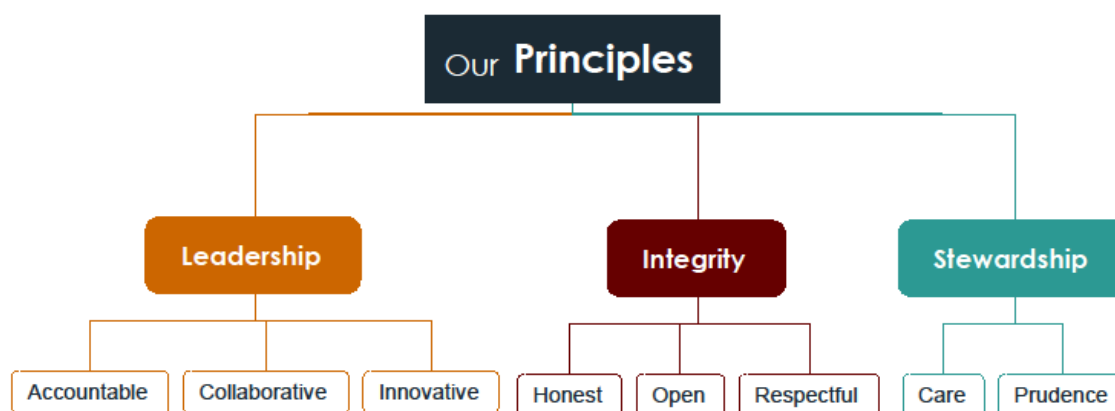 Our Principles
Leadership
Integrity
Stewardship
Accountable
Collaborative
Innovative
Honest
Open
Respectful
Care
Prudence